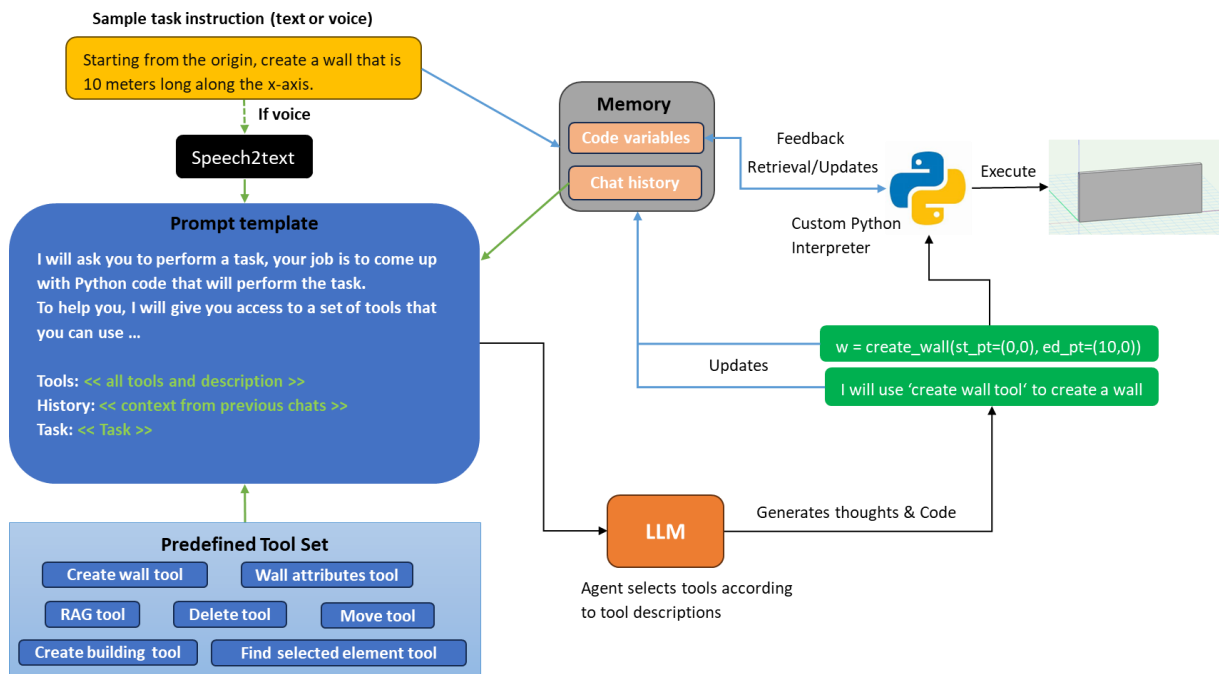 Sample task instruction (text or voice)
Starting from the origin, create a wall that is
10 meters long along the x-axis.
If voice
Speech2text
Prompt template
I will ask you to perform a task, your job is to come up
with Python code that will perform the task.
To help you, I will give you access to a set of tools that
you can use ...
Tools: << all tools and description >>
History: << context from previous chats >>
Task: << Task >>
Predefined Tool Set
Create wall tool
Wall attributes tool
RAG tool
Delete tool
Move tool
Create building tool
Find selected element tool
Memory
Code variables
Chat history
Feedback
Retrieval/Updates
Custom Python
Interpreter
Execute
w = create_wall(st_pt=(0,0), ed_pt=(10,0))
I will use ‘create wall tool‘ to create a wall
Updates
LLM
Generates thoughts & Code
Agent selects tools according
to tool descriptions